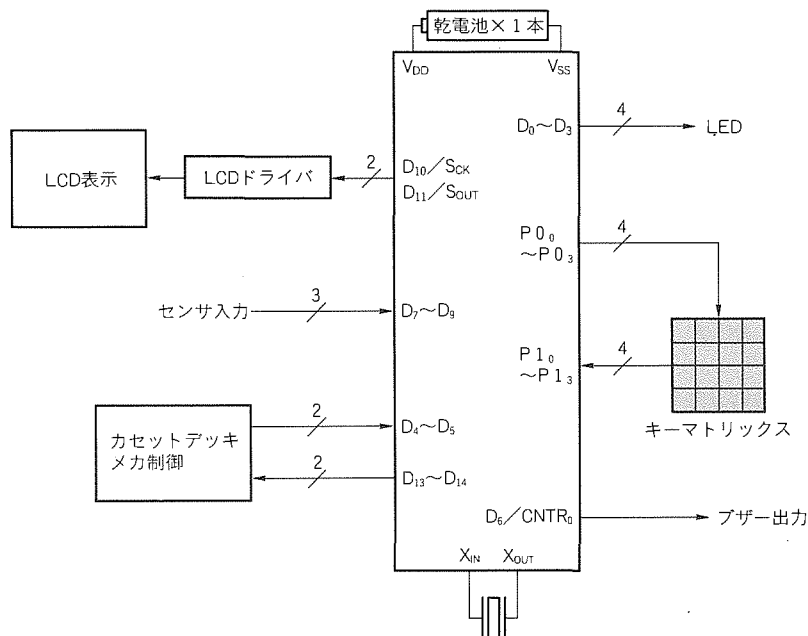 乾電池×1本
VDD
VSS
D0～D3
4
LED
LCD表示
LCDドライバ
2
D10／SCK
D11／SOUT
P00
～P03
4
センサ入力
3
D7～D9
P10
～P13
4
キーマトリックス
カセットデッキ
メカ制御
2
D4～D5
2
D13～D14
D6／CNTR0
ブザー出力
XIN
XOUT